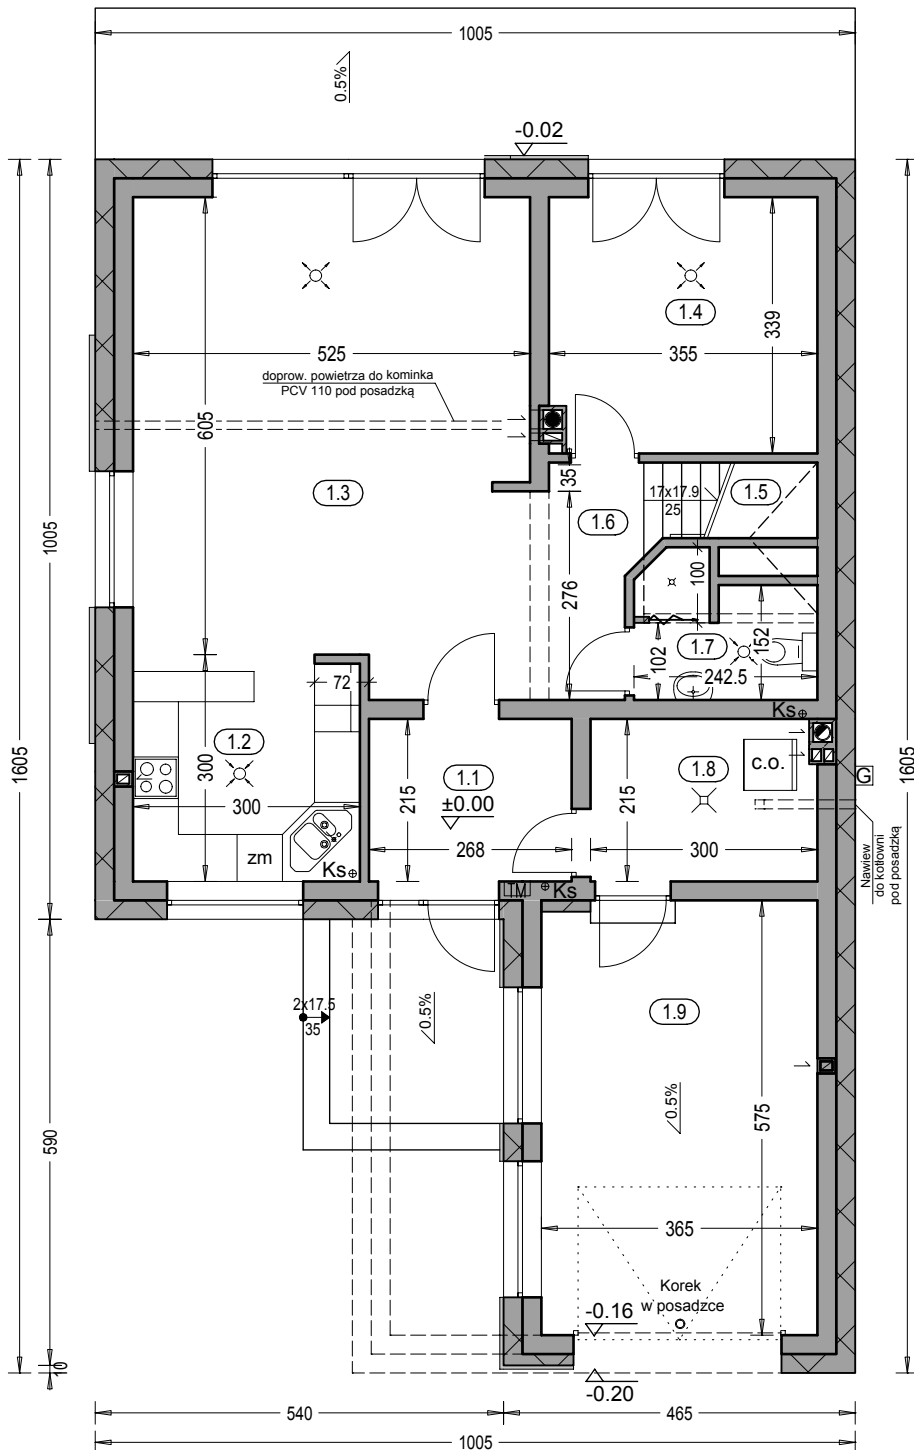 1005
0.5%
-0.02
1.4
339
525
355
doprow. powietrza do kominka
PCV 110 pod posadzką
605
1.3
35
17x17.9
25
1.5
1.6
1005
276
100
1.7
152
102
242.5
72
Ks
1.2
1.1
±0.00
1.8
c.o.
G
1605
1605
300
300
215
215
268
300
zm
Ks
TM
Ks
Nawiew
do kotłowni
pod posadzką
2x17.5
35
0.5%
1.9
0.5%
590
575
365
Korek
w posadzce
-0.16
-0.20
10
540
465
1005